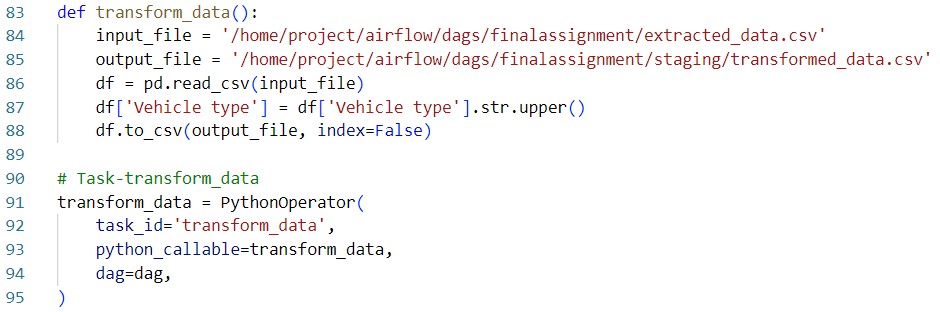 83 def transform_data():
84     input_file = '/home/project/airflow/dags/finalassignment/extracted_data.csv'
85     output_file = '/home/project/airflow/dags/finalassignment/staging/transformed_data.csv'
86     df = pd.read_csv(input_file)
87     df['Vehicle type'] = df['Vehicle type'].str.upper()
88     df.to_csv(output_file, index=False)
89
90 # Task-transform_data
91 transform_data = PythonOperator(
92     task_id='transform_data',
93     python_callable=transform_data,
94     dag=dag,
95 )